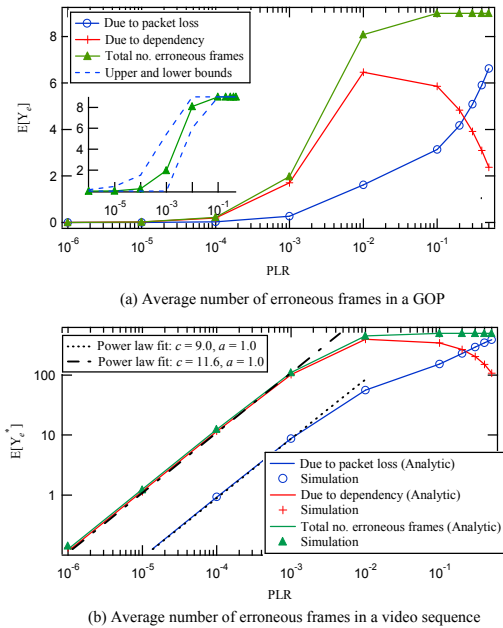 8
6
4
2
0
E[Y_e]
Due to packet loss
Due to dependency
Total no. erroneous frames
Upper and lower bounds
8
6
4
2
0
10^-5
10^-3
10^-1
10^-6
10^-5
10^-4
10^-3
10^-2
10^-1
PLR
(a) Average number of erroneous frames in a GOP
Power law fit: c = 9.0, a = 1.0
Power law fit: c = 11.6, a = 1.0
100
10
1
E[Y_e^*]
Due to packet loss (Analytic)
Simulation
Due to dependency (Analytic)
Simulation
Total no. erroneous frames (Analytic)
Simulation
10^-6
10^-5
10^-4
10^-3
10^-2
10^-1
PLR
(b) Average number of erroneous frames in a video sequence